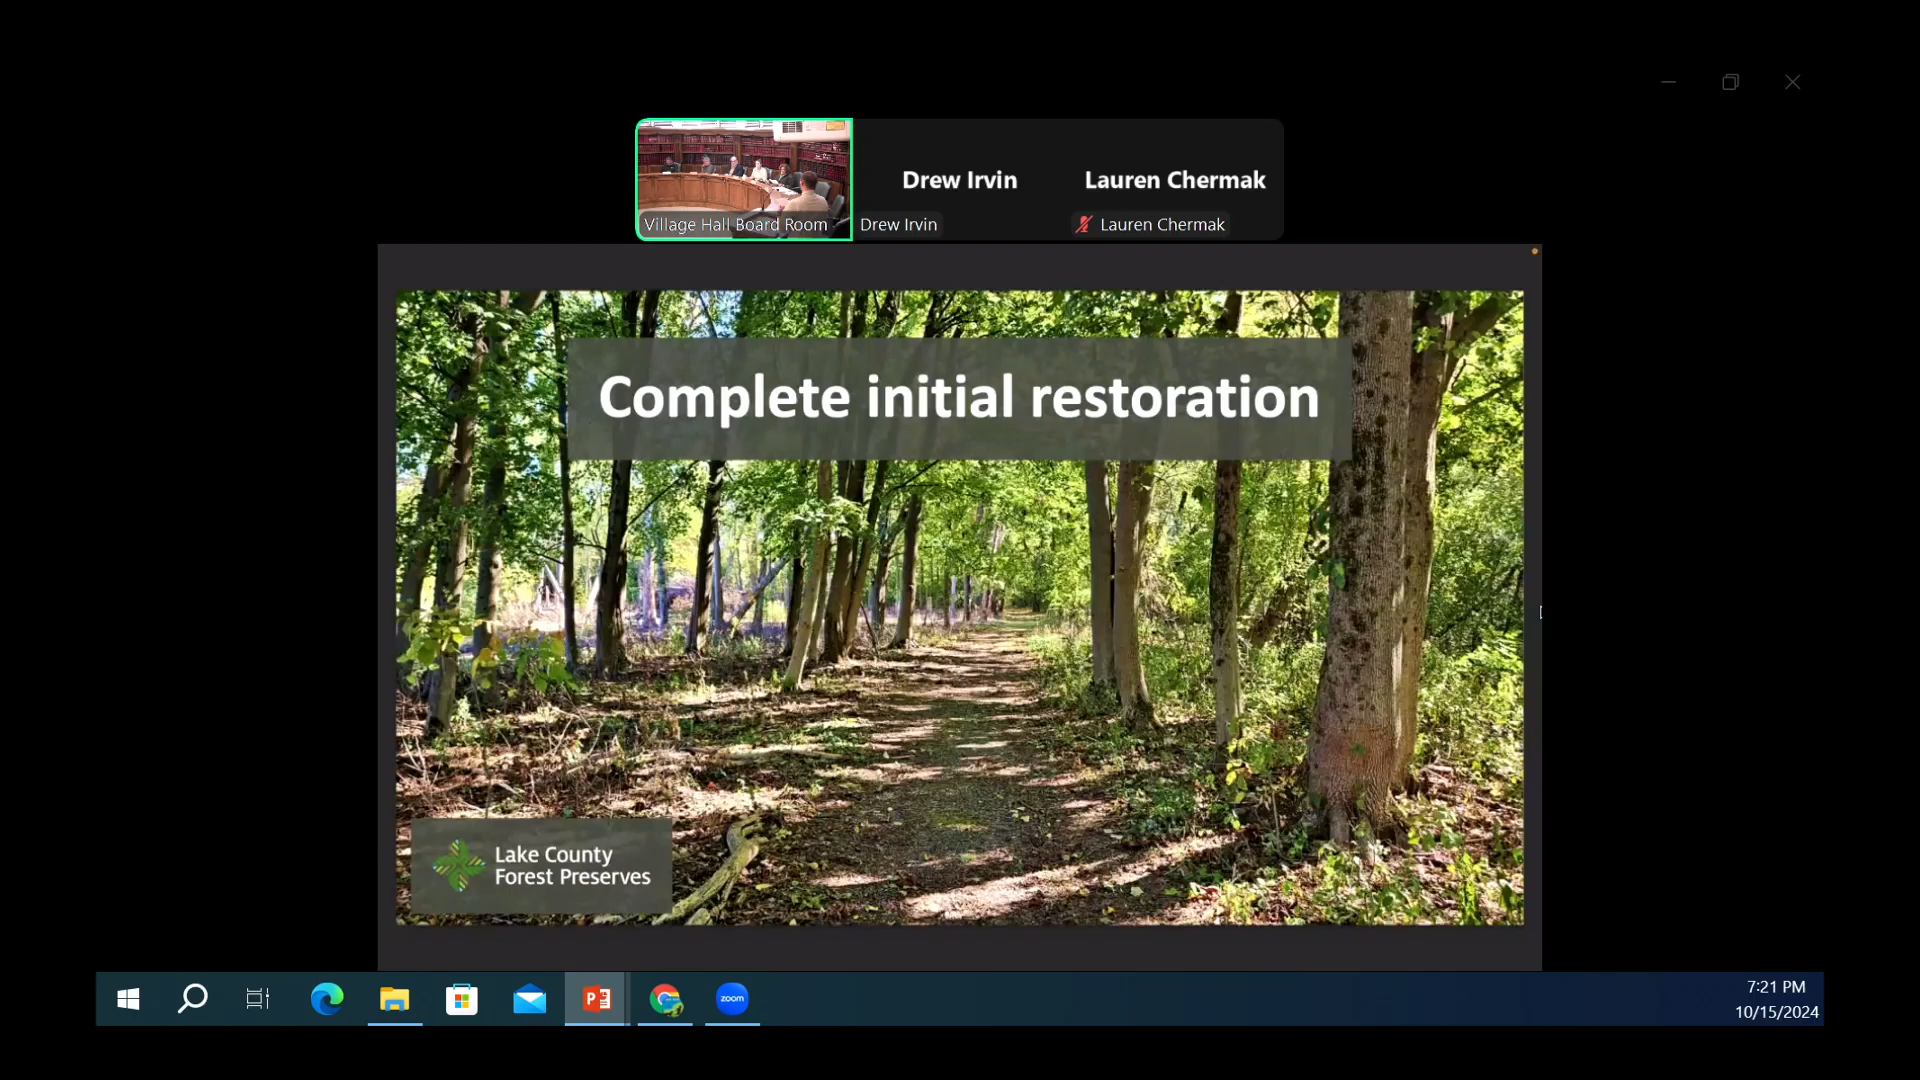 Drew Irvin
Lauren Chermak
Village Hall Board Room
Drew Irvin
Lauren Chermak
Complete initial restoration
Lake County
Forest Preserves
zoom
7:21 PM
10/15/2024